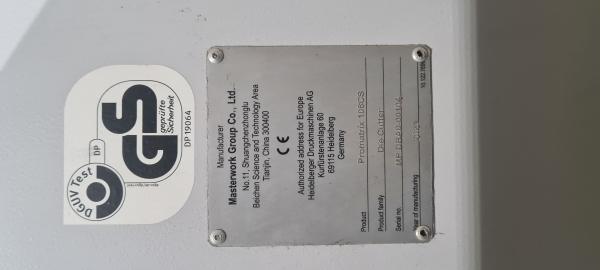 DGUV Test
DP
GS
geprüfte
Sicherheit
DP 19064
Manufacturer
Masterwork Group Co., Ltd.
No.11, Shuangchenzhonglu
Beichen Science and Technology Area
Tianjin, China 300400
CE
Authorized address for Europe
Heidelberger Druckmaschinen AG
Kurfürstenanlage 60
69115 Heidelberg
Germany
Product Promatrix 106CS
Product family Die Cutter
Serial no.
Year of manufacturing